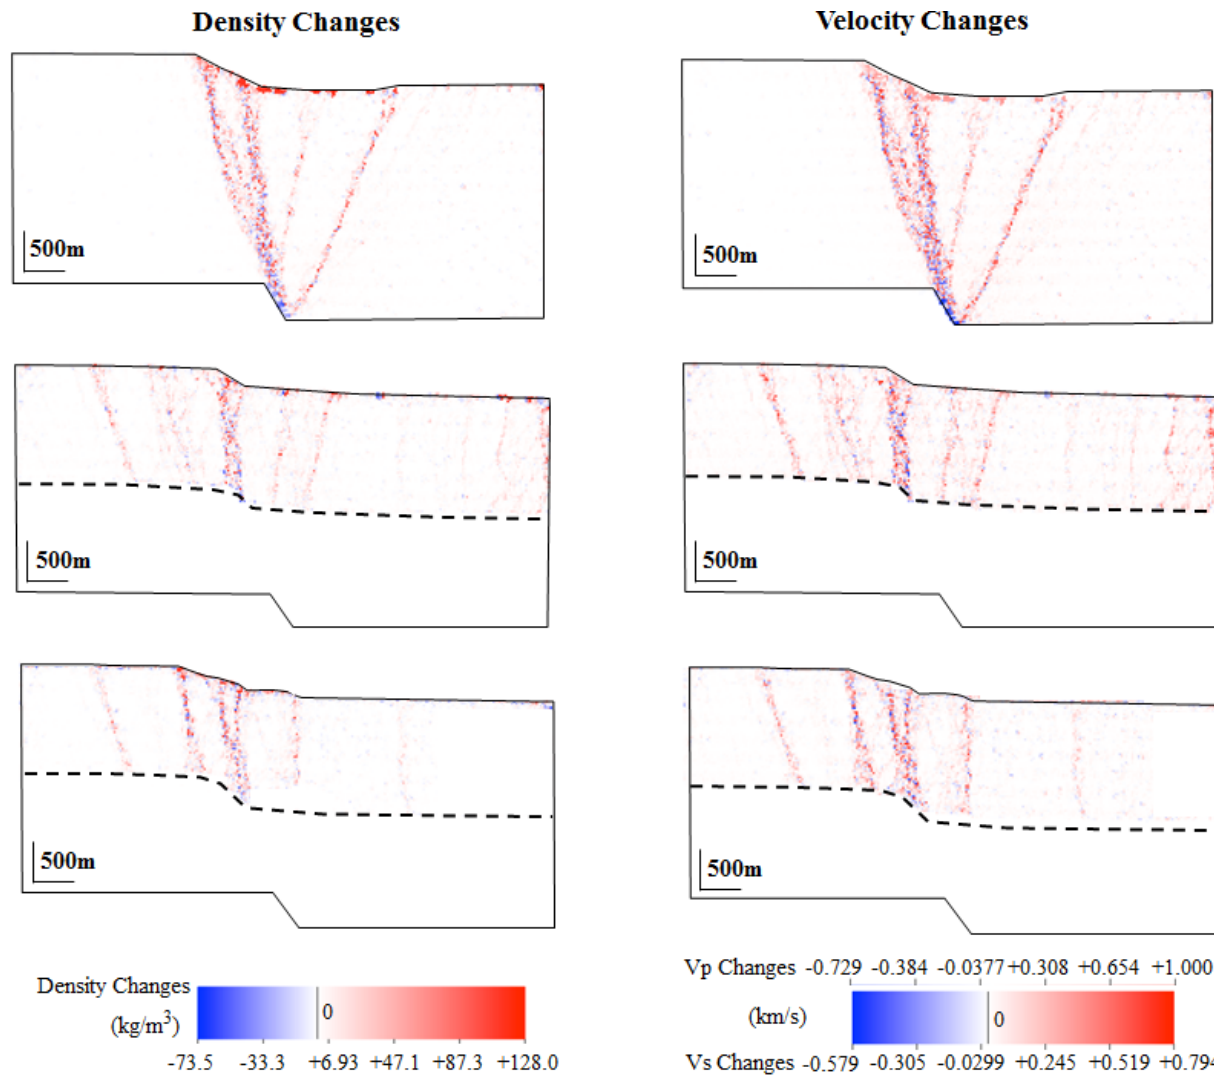 Density Changes
Velocity Changes
500m
500m
500m
500m
500m
500m
Density Changes
(kg/m3)
0
-73.5 -33.3 +6.93 +47.1 +87.3 +128.0
Vp Changes -0.729 -0.384 -0.0377 +0.308 +0.654 +1.000
(km/s)
0
Vs Changes -0.579 -0.305 -0.0299 +0.245 +0.519 +0.794